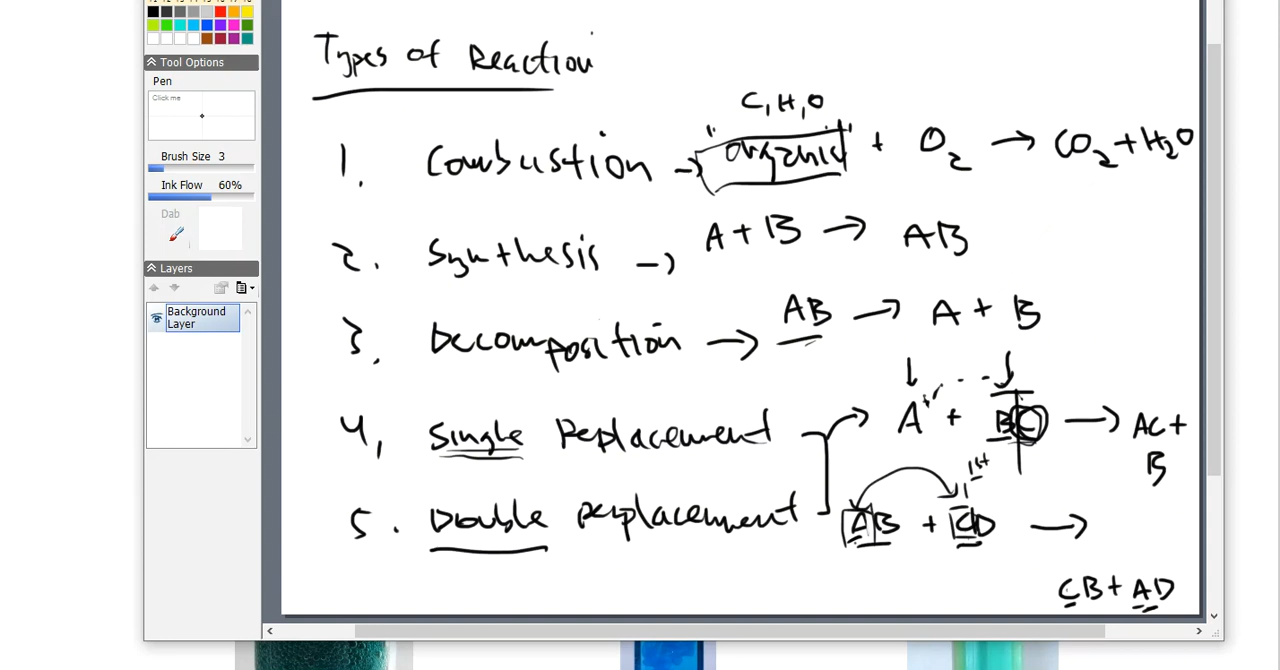 Tool Options
Pen
Click me
Brush Size 3
Ink Flow 60%
Dab
Layers
Background
Layer
Types of Reaction
C, H, O
1. Combustion → "organic" + O2 → CO2 + H2O
2. Synthesis → A + B → AB
3. Decomposition → AB → A + B
4. Single Replacement → A + BC → AC + B
1st
5. Double Replacement AB + CD →
CB + AD